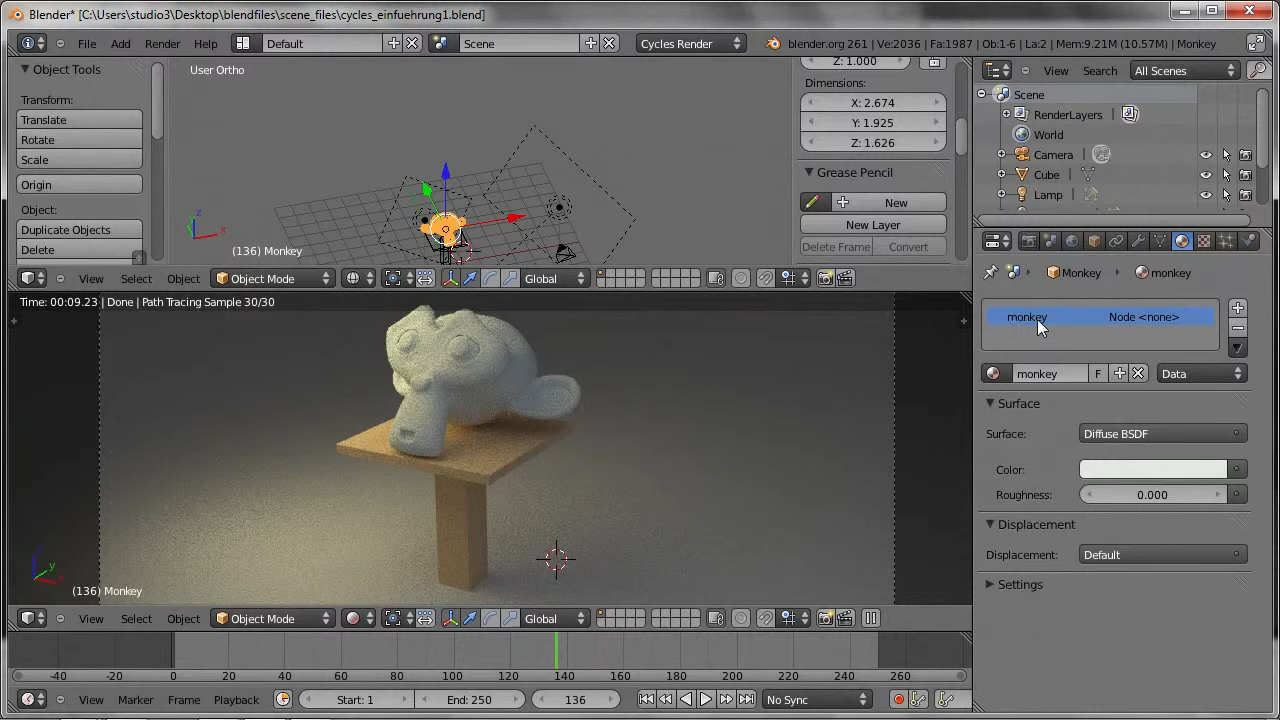 Blender* [C:\Users\studio3\Desktop\blendfiles\scene_files\cycles_einfuehrung1.blend]
File Add Render Help Default Scene Cycles Render blender.org 261 | Ve:2036 | Fa:1987 | Ob:1-6 | La:2 | Mem:9.21M (10.57M) | Monkey
Object Tools
Transform:
Translate
Rotate
Scale
Origin
Object:
Duplicate Objects
Delete
User Ortho
z
x
(136) Monkey
Z: 1.000
Dimensions:
X: 2.674
Y: 1.925
Z: 1.626
Grease Pencil
New
New Layer
Delete Frame Convert
View Select Object Object Mode Global
Time: 00:09.23 | Done | Path Tracing Sample 30/30
y
x
(136) Monkey
View Select Object Object Mode Global
-40 -20 0 20 40 60 80 100 120 140 160 180 200 220 240 260
View Marker Frame Playback Start: 1 End: 250 136 No Sync
View Search All Scenes
Scene
RenderLayers
World
Camera
Cube
Lamp
Monkey monkey
monkey Node <none>
monkey F Data
Surface
Surface: Diffuse BSDF
Color:
Roughness: 0.000
Displacement
Displacement: Default
Settings